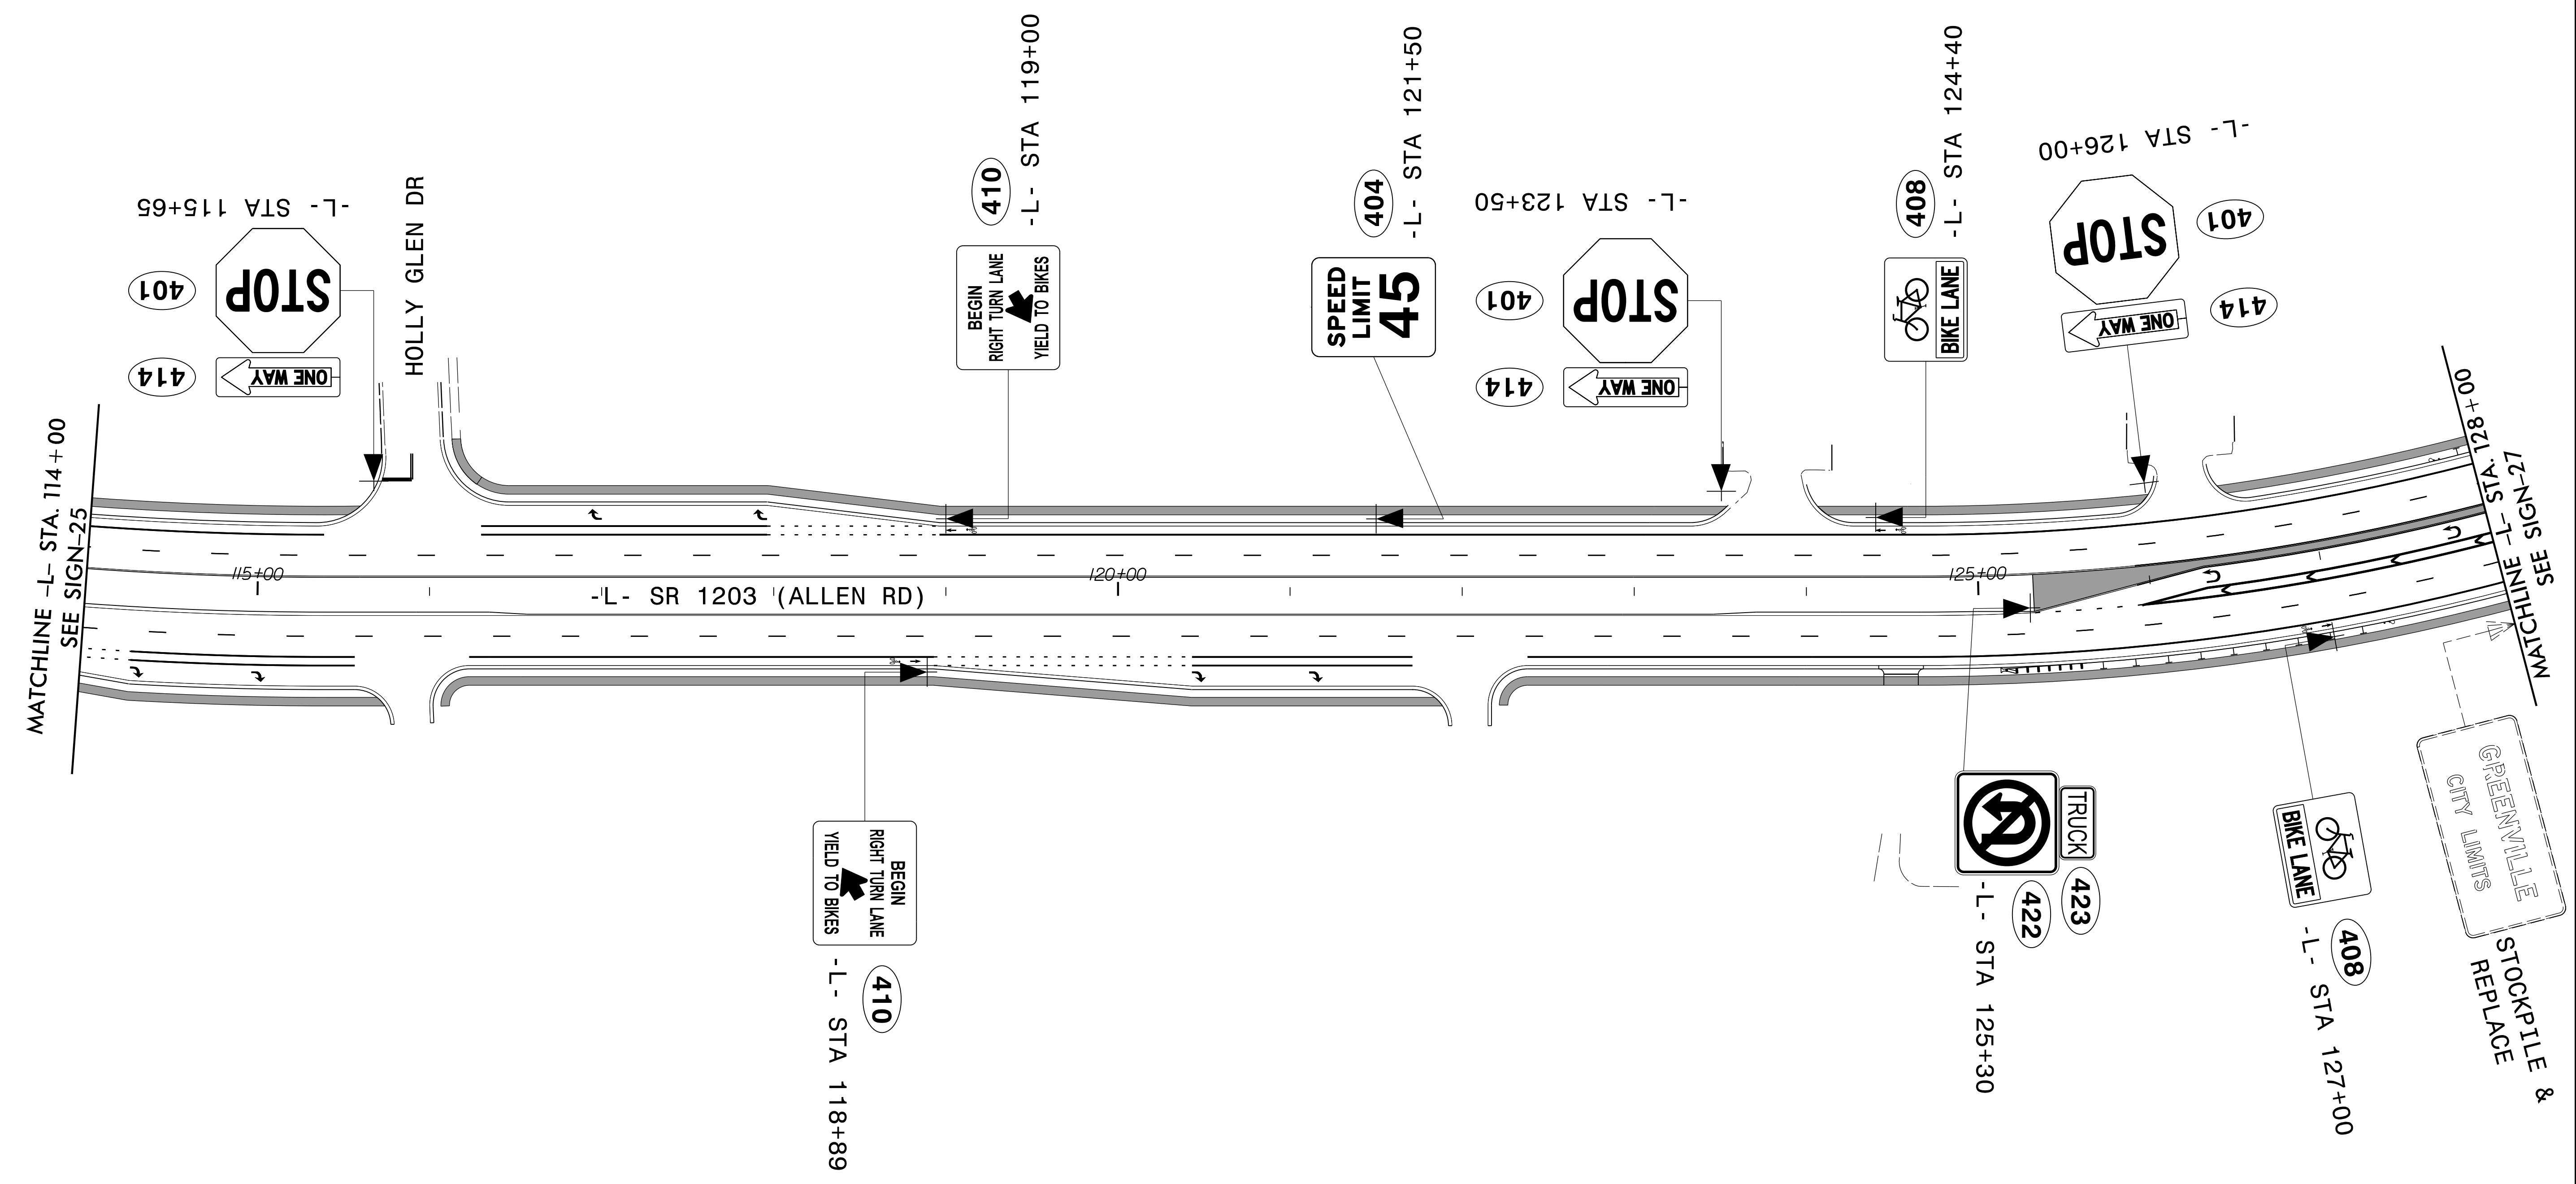 -L- STA 115+65
STOP
401
ONE WAY
414
HOLLY GLEN DR
410
-L- STA 119+00
BEGIN
RIGHT TURN LANE
YIELD TO BIKES
404
-L- STA 121+50
SPEED
LIMIT
45
-L- STA 123+50
STOP
401
ONE WAY
414
408
-L- STA 124+40
BIKE LANE
-L- STA 126+00
STOP
401
ONE WAY
414
MATCHLINE -L- STA. 114+00
SEE SIGN-25
115+00
120+00
125+00
-L- SR 1203 (ALLEN RD)
MATCHLINE -L- STA. 128+00
SEE SIGN-27
BEGIN
RIGHT TURN LANE
YIELD TO BIKES
410
-L- STA 118+89
TRUCK
423
422
-L- STA 125+30
BIKE LANE
408
-L- STA 127+00
GREENVILLE
CITY LIMITS
STOCKPILE &
REPLACE